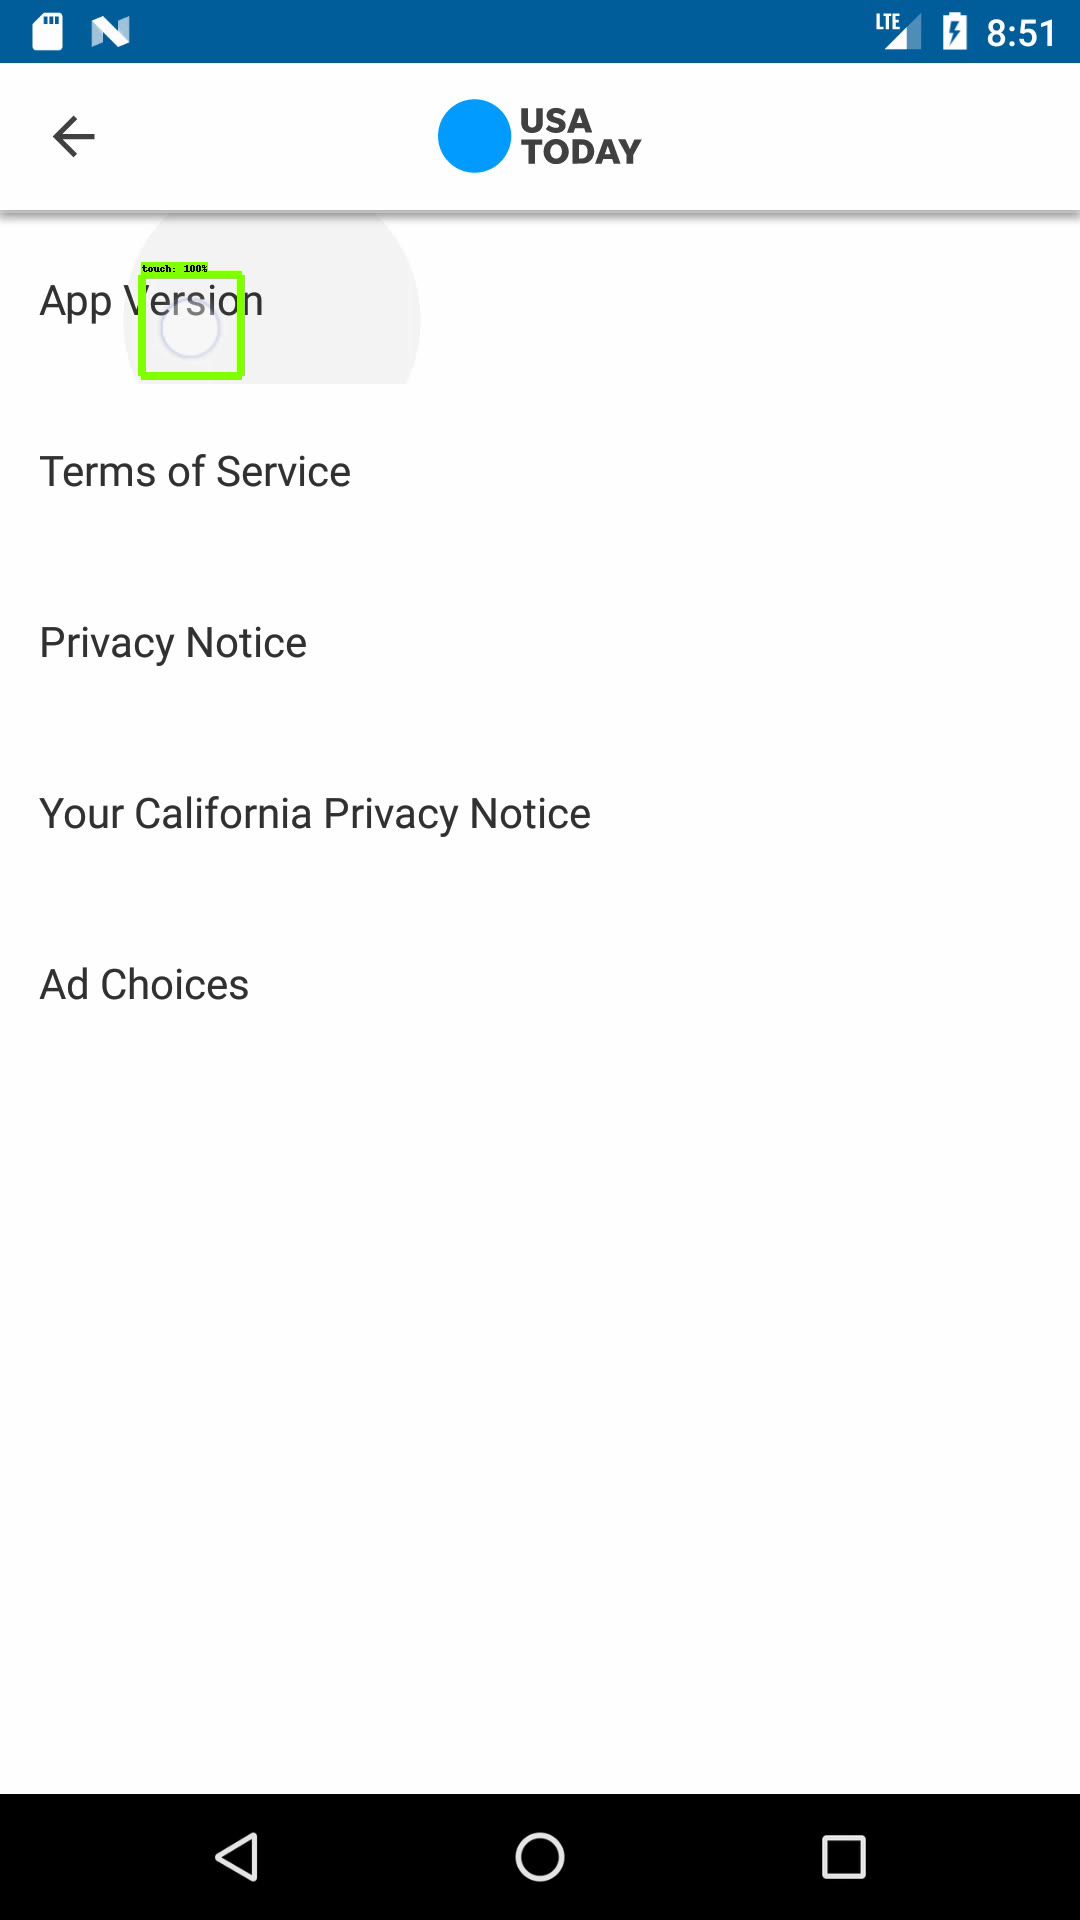 LTE 8:51
USA
TODAY
touch: 100%
App Version
Terms of Service
Privacy Notice
Your California Privacy Notice
Ad Choices